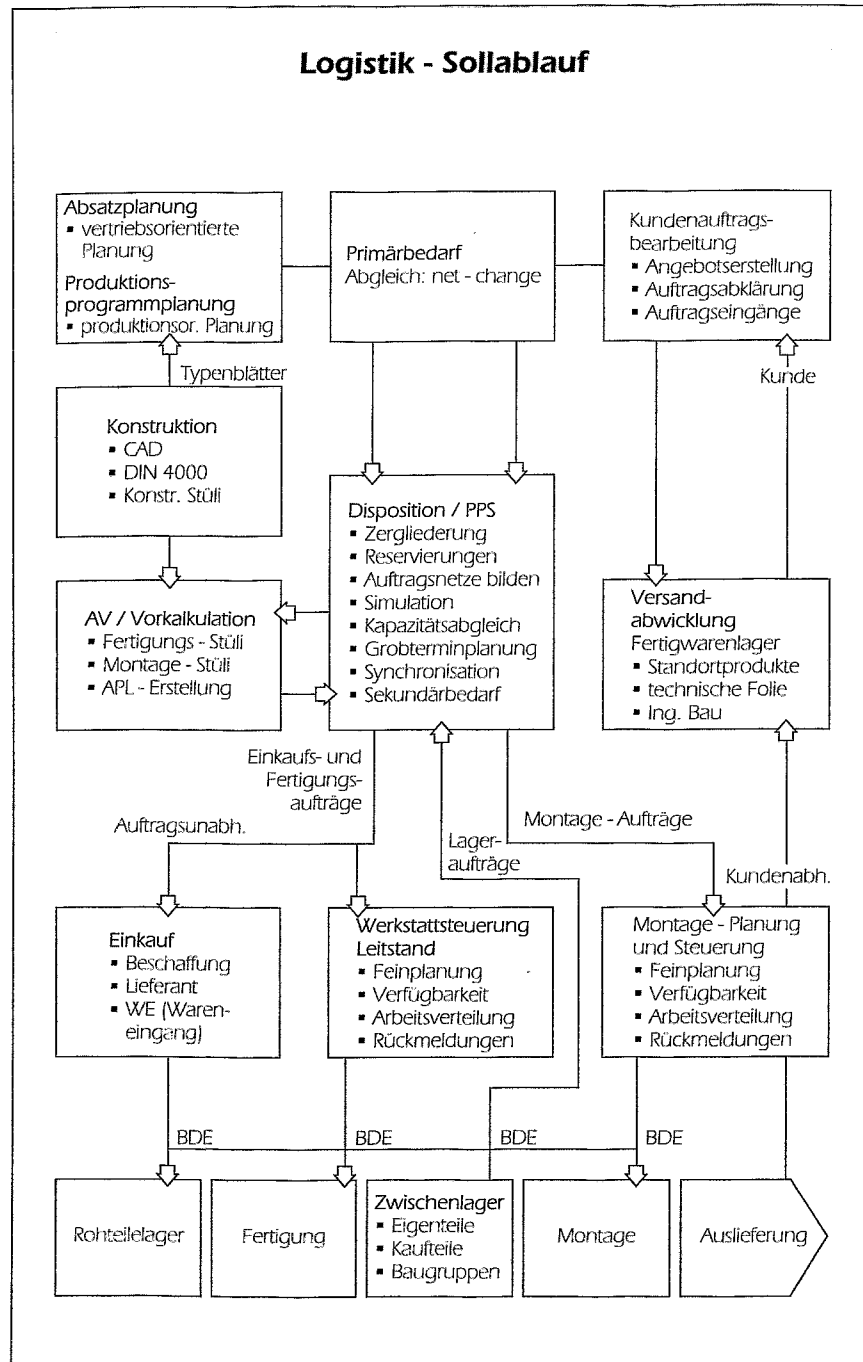 Logistik - Sollablauf
Absatzplanung
▪ vertriebsorientierte
Planung
Produktions-
programmplanung
▪ produktionsor. Planung
Primärbedarf
Abgleich: net - change
Kundenauftrags-
bearbeitung
▪ Angebotserstellung
▪ Auftragsabklärung
▪ Auftragseingänge
Typenblätter
Kunde
Konstruktion
▪ CAD
▪ DIN 4000
▪ Konstr. Stüli
Disposition / PPS
▪ Zergliederung
▪ Reservierungen
▪ Auftragsnetze bilden
▪ Simulation
▪ Kapazitätsabgleich
▪ Grobterminplanung
▪ Synchronisation
▪ Sekundärbedarf
AV / Vorkalkulation
▪ Fertigungs - Stüli
▪ Montage - Stüli
▪ APL - Erstellung
Versand-
abwicklung
Fertigwarenlager
▪ Standortprodukte
▪ technische Folie
▪ Ing. Bau
Einkaufs- und
Fertigungs-
aufträge
Auftragsunabh.
Lager-
aufträge
Montage - Aufträge
Kundenabh.
Einkauf
▪ Beschaffung
▪ Lieferant
▪ WE (Waren-
eingang)
Werkstattsteuerung
Leitstand
▪ Feinplanung
▪ Verfügbarkeit
▪ Arbeitsverteilung
▪ Rückmeldungen
Montage - Planung
und Steuerung
▪ Feinplanung
▪ Verfügbarkeit
▪ Arbeitsverteilung
▪ Rückmeldungen
BDE
BDE
BDE
BDE
Rohteilelager
Fertigung
Zwischenlager
▪ Eigenteile
▪ Kaufteile
▪ Baugruppen
Montage
Auslieferung